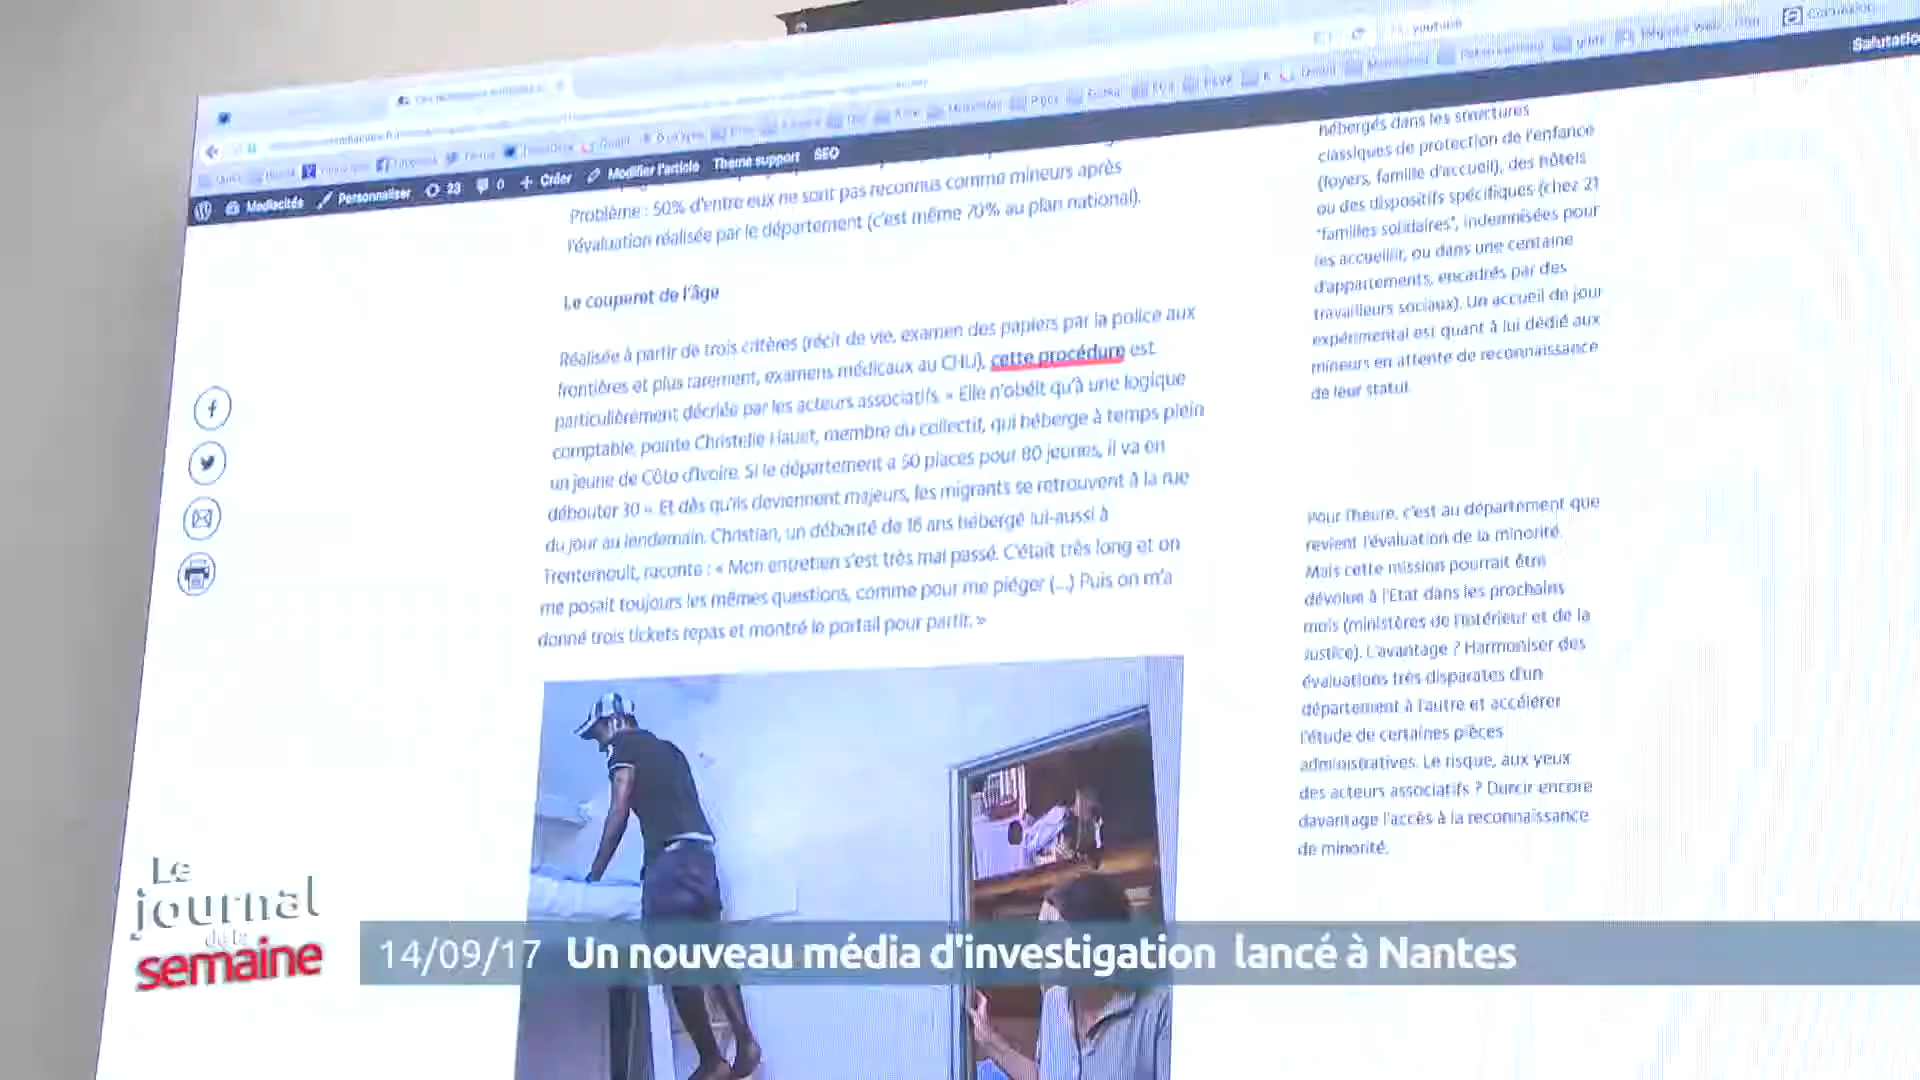 youtube
Connexion
Salutatio
Mediacités
Personnaliser
23
0
Créer
Modifier l'article
Theme support
SEO
Problème : 50% d'entre eux ne sont pas reconnus comme mineurs après
l'évaluation réalisée par le département (c'est même 70% au plan national).
Le couperet de l'âge
Réalisée à partir de trois critères (récit de vie, examen des papiers par la police aux
frontières et plus rarement, examens médicaux au CHU), cette procédure est
particulièrement décriée par les acteurs associatifs. « Elle n'obéit qu'à une logique
comptable, pointe Christelle Hauet, membre du collectif, qui héberge à temps plein
un jeune de Côte d'Ivoire. Si le département a 50 places pour 80 jeunes, il va en
débouter 30 ». Et dès qu'ils deviennent majeurs, les migrants se retrouvent à la rue
du jour au lendemain. Christian, un débouté de 16 ans hébergé lui-aussi à
Trentemoult, raconte : « Mon entretien s'est très mal passé. C'était très long et on
me posait toujours les mêmes questions, comme pour me piéger (...) Puis on m'a
donné trois tickets repas et montré le portail pour partir. »
hébergés dans les structures
classiques de protection de l'enfance
(foyers, famille d'accueil), des hôtels
ou des dispositifs spécifiques (chez 21
"familles solidaires", indemnisées pour
les accueillir, ou dans une centaine
d'appartements, encadrés par des
travailleurs sociaux). Un accueil de jour
expérimental est quant à lui dédié aux
mineurs en attente de reconnaissance
de leur statut.
Pour l'heure, c'est au département que
revient l'évaluation de la minorité.
Mais cette mission pourrait être
dévolue à l'Etat dans les prochains
mois (ministères de l'Intérieur et de la
Justice). L'avantage ? Harmoniser des
évaluations très disparates d'un
département à l'autre et accélérer
l'étude de certaines pièces
administratives. Le risque, aux yeux
des acteurs associatifs ? Durcir encore
davantage l'accès à la reconnaissance
de minorité.
Le
journal
de la
semaine
14/09/17 Un nouveau média d'investigation lancé à Nantes